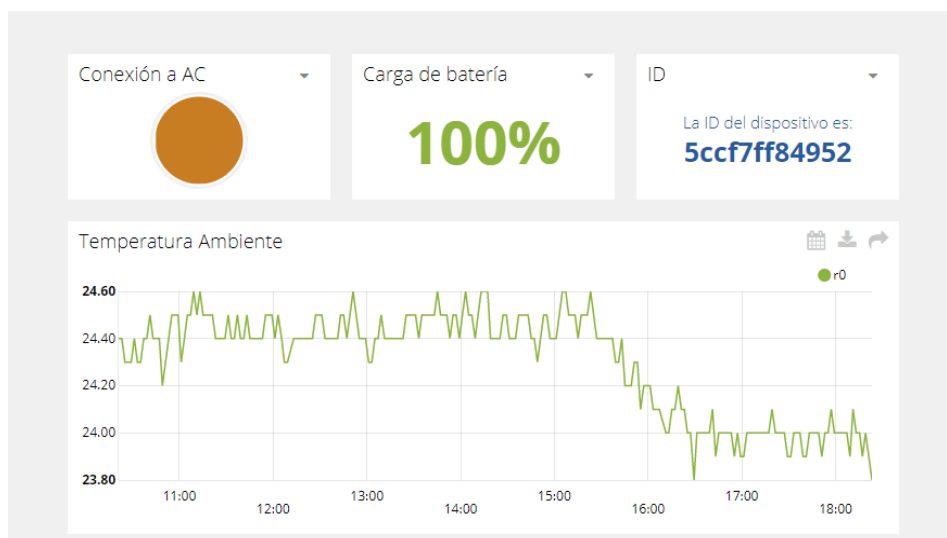 Conexión a AC
Carga de batería
100%
ID
La ID del dispositivo es:
5ccf7ff84952
Temperatura Ambiente
r0
24.60
24.40
24.20
24.00
23.80
11:00
12:00
13:00
14:00
15:00
16:00
17:00
18:00